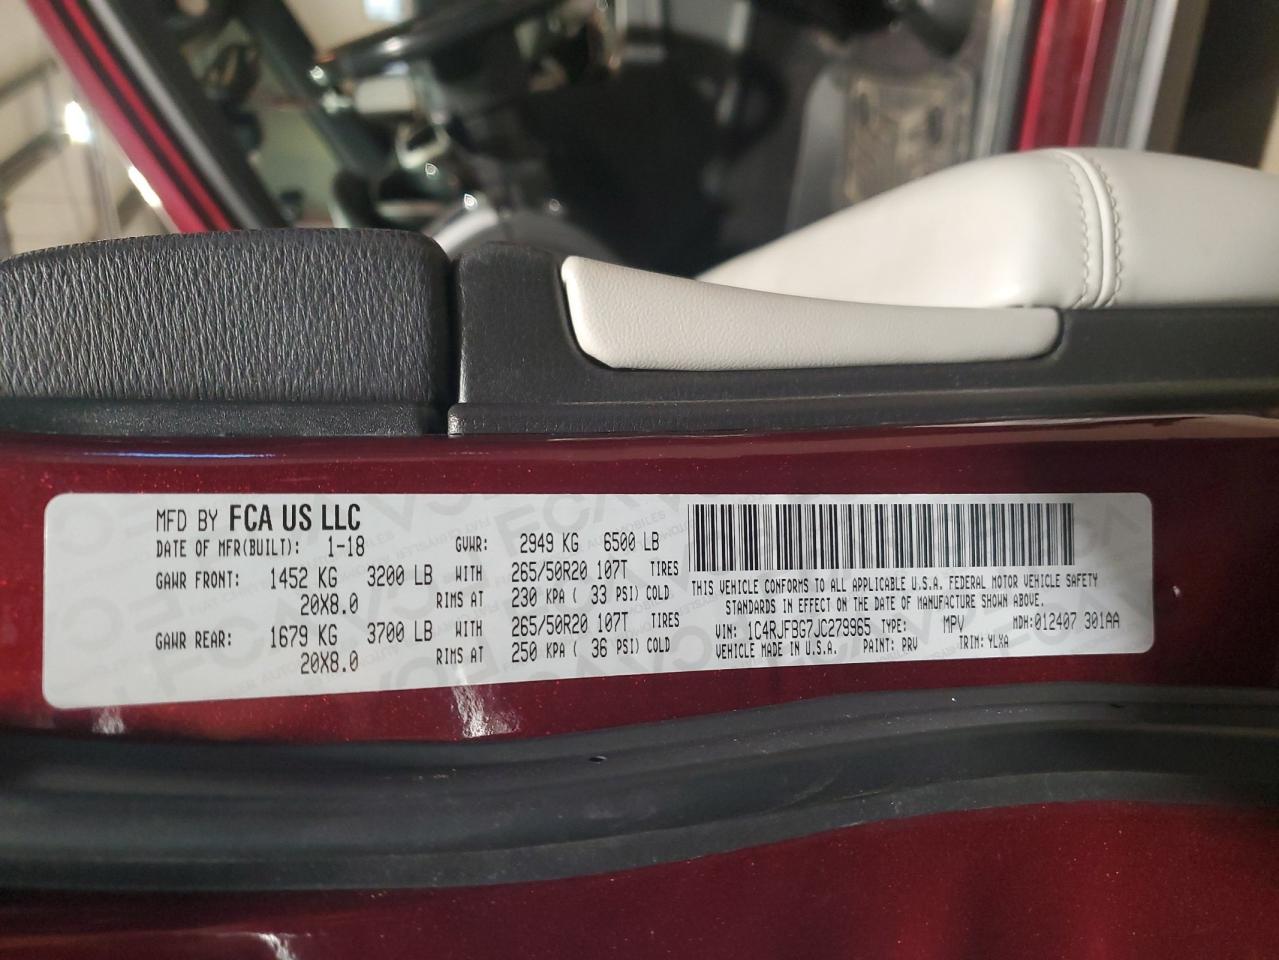 MFD BY FCA US LLC
DATE OF MFR(BUILT): 1-18 GVWR: 2949 KG 6500 LB
GAWR FRONT: 1452 KG 3200 LB WITH 265/50R20 107T TIRES
20X8.0 RIMS AT 230 KPA ( 33 PSI) COLD
GAWR REAR: 1679 KG 3700 LB WITH 265/50R20 107T TIRES
20X8.0 RIMS AT 250 KPA ( 36 PSI) COLD
THIS VEHICLE CONFORMS TO ALL APPLICABLE U.S.A. FEDERAL MOTOR VEHICLE SAFETY
STANDARDS IN EFFECT ON THE DATE OF MANUFACTURE SHOWN ABOVE.
VIN: 1C4RJFBG7JC279965 TYPE: MPV MDH:012407 301AA
VEHICLE MADE IN U.S.A. PAINT: PRV TRIM: YLXA